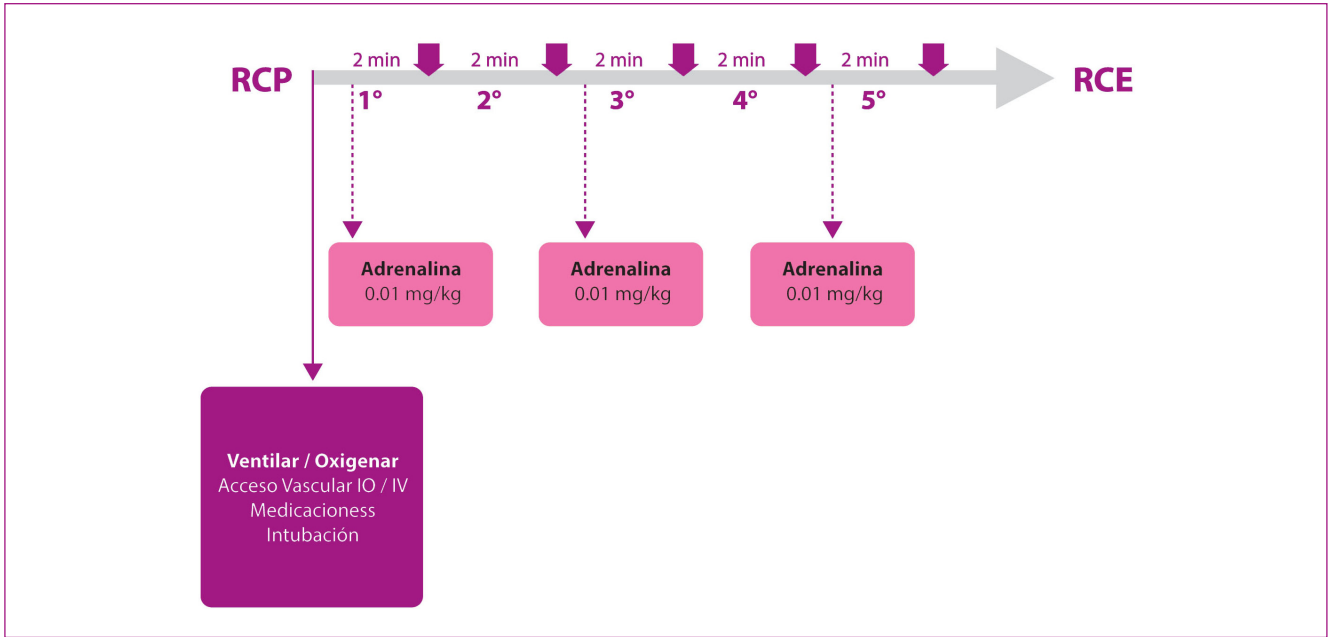 2 min 2 min 2 min 2 min 2 min
RCP RCE
1° 2° 3° 4° 5°
Adrenalina
0.01 mg/kg
Adrenalina
0.01 mg/kg
Adrenalina
0.01 mg/kg
Ventilar / Oxigenar
Acceso Vascular IO / IV
Medicacioness
Intubación